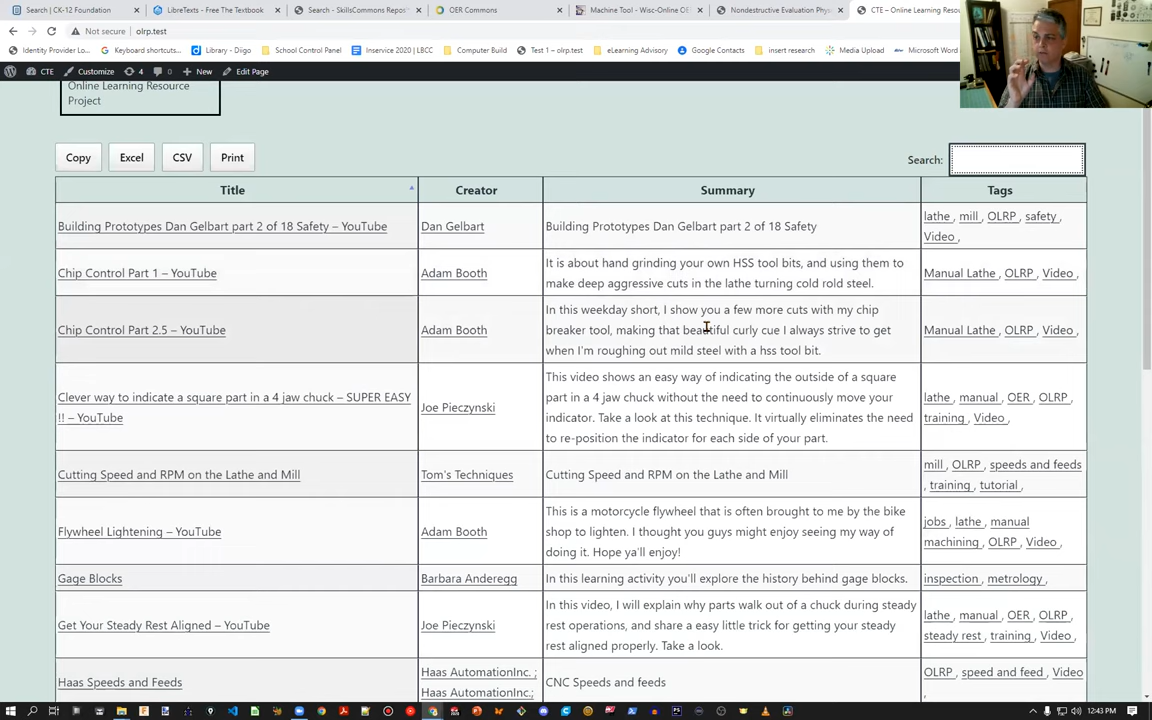 Search | CK-12 Foundation
LibreTexts - Free The Textbook
Search - SkillsCommons Repos
OER Commons
Machine Tool - Wisc-Online OE
Nondestructive Evaluation Phys
CTE – Online Learning Resource
Not secure
olrp.test
Identity Provider Lo...
Keyboard shortcuts...
Library - Diigo
School Control Panel
Inservice 2020 | LBCC
Computer Build
Test 1 – olrp.test
eLearning Advisory
Google Contacts
insert research
Media Upload
Microsoft Word
CTE
Customize
4
0
New
Edit Page
Online Learning Resource
Project
Copy
Excel
CSV
Print
Search:
Title Creator Summary Tags
Building Prototypes Dan Gelbart part 2 of 18 Safety – YouTube
Dan Gelbart
Building Prototypes Dan Gelbart part 2 of 18 Safety
lathe , mill , OLRP , safety ,
Video ,
Chip Control Part 1 – YouTube
Adam Booth
It is about hand grinding your own HSS tool bits, and using them to
make deep aggressive cuts in the lathe turning cold rold steel.
Manual Lathe , OLRP , Video ,
Chip Control Part 2.5 – YouTube
Adam Booth
In this weekday short, I show you a few more cuts with my chip
breaker tool, making that beautiful curly cue I always strive to get
when I'm roughing out mild steel with a hss tool bit.
Manual Lathe , OLRP , Video ,
Clever way to indicate a square part in a 4 jaw chuck – SUPER EASY
!! – YouTube
Joe Pieczynski
This video shows an easy way of indicating the outside of a square
part in a 4 jaw chuck without the need to continuously move your
indicator. Take a look at this technique. It virtually eliminates the need
to re-position the indicator for each side of your part.
lathe , manual , OER , OLRP ,
training , Video ,
Cutting Speed and RPM on the Lathe and Mill
Tom's Techniques
Cutting Speed and RPM on the Lathe and Mill
mill , OLRP , speeds and feeds
, training , tutorial ,
Flywheel Lightening – YouTube
Adam Booth
This is a motorcycle flywheel that is often brought to me by the bike
shop to lighten. I thought you guys might enjoy seeing my way of
doing it. Hope ya'll enjoy!
jobs , lathe , manual
machining , OLRP , Video ,
Gage Blocks
Barbara Anderegg
In this learning activity you'll explore the history behind gage blocks.
inspection , metrology ,
Get Your Steady Rest Aligned – YouTube
Joe Pieczynski
In this video, I will explain why parts walk out of a chuck during steady
rest operations, and share a easy little trick for getting your steady
rest aligned properly. Take a look.
lathe , manual , OER , OLRP ,
steady rest , training , Video ,
Haas Speeds and Feeds
Haas AutomationInc. ;
Haas AutomationInc.;
CNC Speeds and feeds
OLRP , speed and feed , Video
,
12:43 PM